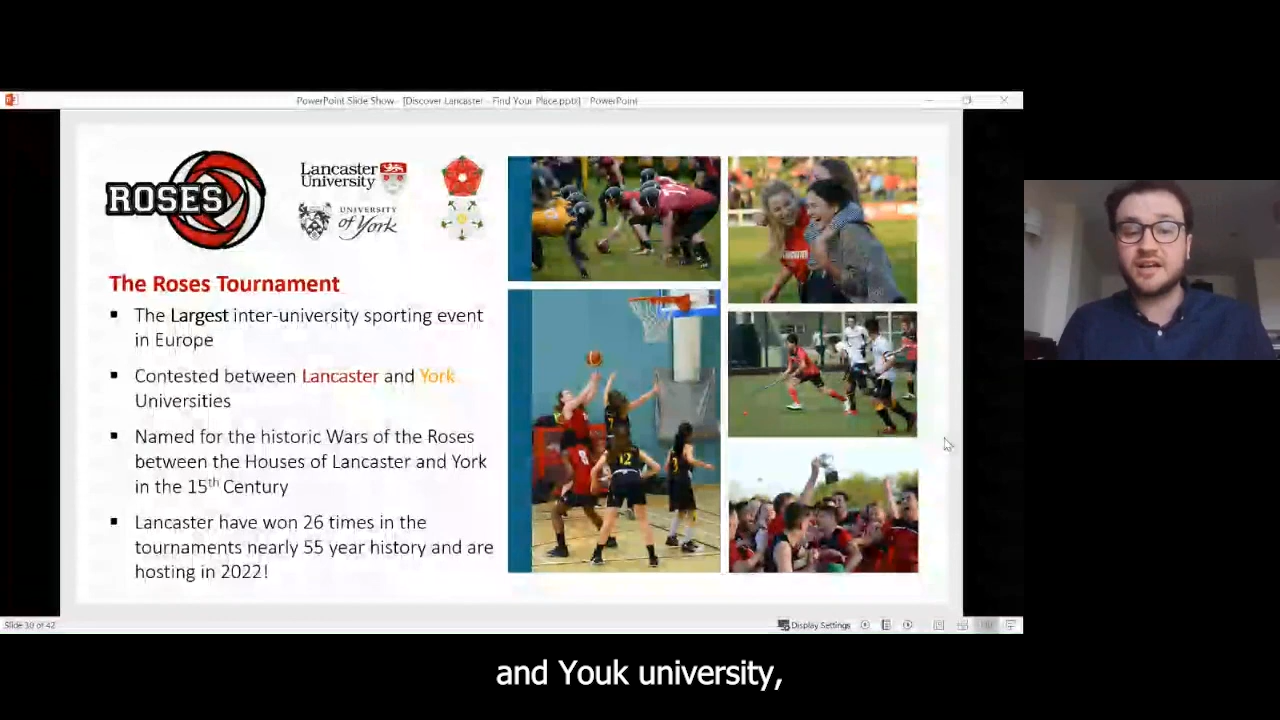 PowerPoint Slide Show - [Discover Lancaster - Find Your Place.pptx] - PowerPoint
ROSES
Lancaster
University
UNIVERSITY
of York
The Roses Tournament
▪ The Largest inter-university sporting event
in Europe
▪ Contested between Lancaster and York
Universities
▪ Named for the historic Wars of the Roses
between the Houses of Lancaster and York
in the 15th Century
▪ Lancaster have won 26 times in the
tournaments nearly 55 year history and are
hosting in 2022!
12
3
Slide 30 of 42
Display Settings
and Youk university,